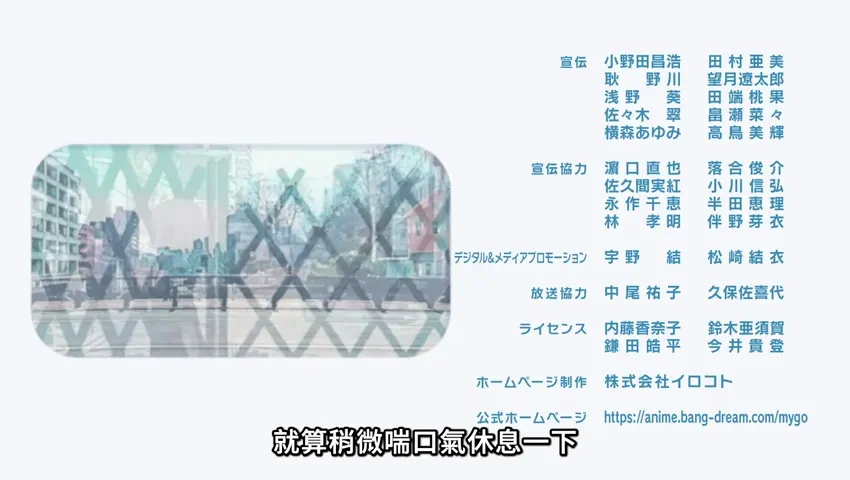 宣伝 小野田昌浩 田村亜美
耿野川 望月遼太郎
浅野葵 田端桃果
佐々木翠 畠瀬菜々
横森あゆみ 高鳥美輝
宣伝協力 濵口直也 落合俊介
佐久間実紅 小川信弘
永作千恵 半田恵理
林孝明 伴野芽衣
デジタル&メディアプロモーション 宇野結 松崎結衣
放送協力 中尾祐子 久保佐喜代
ライセンス 内藤香奈子 鈴木亜須賀
鎌田皓平 今井貴登
ホームページ制作 株式会社イロコト
公式ホームページ https://anime.bang-dream.com/mygo
就算稍微喘口氣休息一下